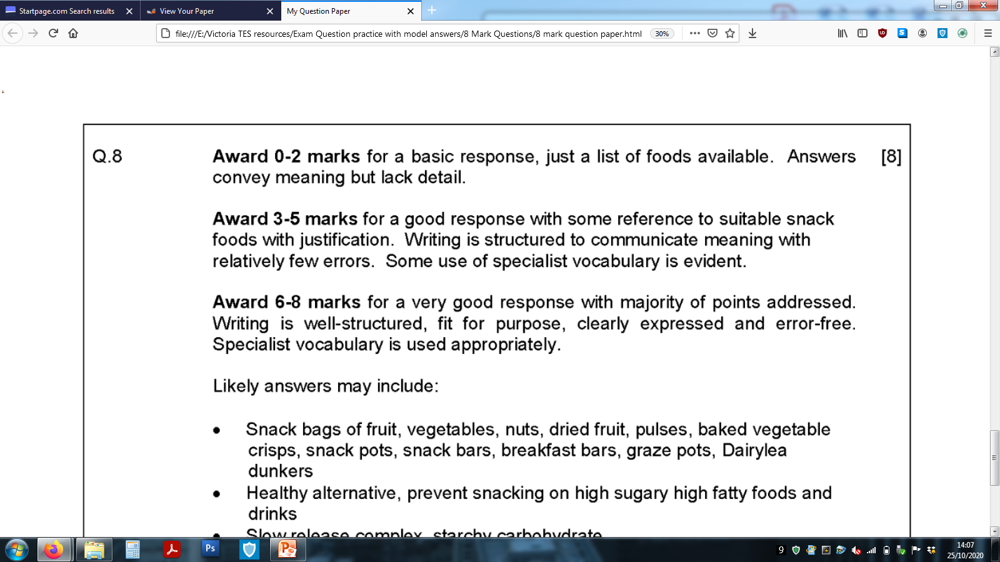 Startpage.com Search results
View Your Paper
My Question Paper
file:///E:/Victoria TES resources/Exam Question practice with model answers/8 Mark Questions/8 mark question paper.html
30%
Q.8
Award 0-2 marks for a basic response, just a list of foods available. Answers [8]
convey meaning but lack detail.
Award 3-5 marks for a good response with some reference to suitable snack
foods with justification. Writing is structured to communicate meaning with
relatively few errors. Some use of specialist vocabulary is evident.
Award 6-8 marks for a very good response with majority of points addressed.
Writing is well-structured, fit for purpose, clearly expressed and error-free.
Specialist vocabulary is used appropriately.
Likely answers may include:
• Snack bags of fruit, vegetables, nuts, dried fruit, pulses, baked vegetable
crisps, snack pots, snack bars, breakfast bars, graze pots, Dairylea
dunkers
• Healthy alternative, prevent snacking on high sugary high fatty foods and
drinks
• Slow release complex, starchy carbohydrate
Ps
9
14:07
25/10/2020